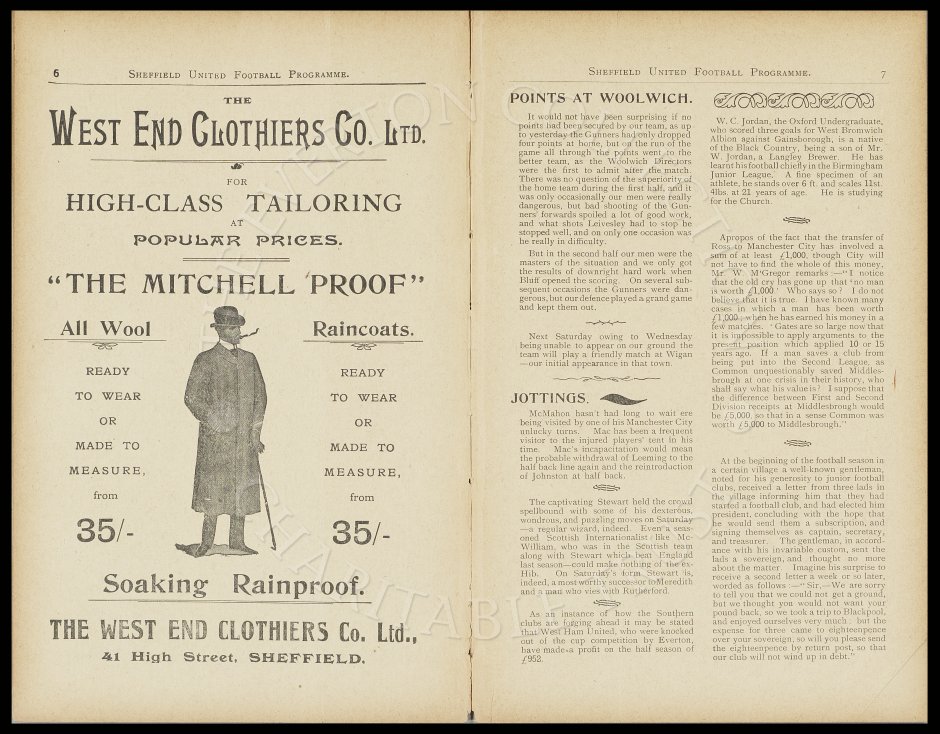 6
SHEFFIELD UNITED FOOTBALL PROGRAMME.
THE
WEST END CLOTHIERS CO. LTD.
FOR
HIGH-CLASS TAILORING
AT
POPULAR PRICES.
"THE MITCHELL PROOF"
All Wool
READY
TO WEAR
OR
MADE TO
MEASURE,
from
35/-
Raincoats.
READY
TO WEAR
OR
MADE TO
MEASURE,
from
35/-
Soaking Rainproof.
THE WEST END CLOTHIERS Co. Ltd.,
41 High Street, SHEFFIELD.
SHEFFIELD UNITED FOOTBALL PROGRAMME.
7
POINTS AT WOOLWICH.
It would not have been surprising if no
points had been secured by our team, as up
to yesterday the Gunners had only dropped
four points at home, but on the run of the
game all through the points went to the
better team, as the Woolwich Directors
were the first to admit after the match.
There was no question of the superiority of
the home team during the first half, and it
was only occasionally our men were really
dangerous, but bad shooting of the Gun-
ners forwards spoiled a lot of good work,
and what shots Leivesley had to stop he
stopped well, and on only one occasion was
he really in difficulty.
But in the second half our men were the
masters of the situation and we only got
the results of downright hard work when
Bluff opened the scoring. On several sub-
sequent occasions the Gunners were dan-
gerous, but our defence played a grand game
and kept them out.
Next Saturday owing to Wednesday
being unable to appear on our ground the
team will play a friendly match at Wigan
—our initial appearance in that town.
JOTTINGS.
McMahon hasn't had long to wait ere
being visited by one of his Manchester City
unlucky turns. Mac has been a frequent
visitor to the injured players' tent in his
time. Mac's incapacitation would mean
the probable withdrawal of Leeming to the
half back line again and the reintroduction
of Johnston at half back.
The captivating Stewart held the crowd
spellbound with some of his dexterous,
wondrous, and puzzling moves on Saturday
—a regular wizard, indeed. Even a seas-
oned Scottish Internationalist like Mc-
William, who was in the Scottish team
along with Stewart which beat England
last season—could make nothing of the ex-
Hib. On Saturday's form Stewart is,
indeed, a most worthy successor to Meredith
and a man who vies with Rutherford.
As an instance of how the Southern
clubs are forging ahead it may be stated
that West Ham United, who were knocked
out of the cup competition by Everton,
have made a profit on the half season of
£952.
W. C. Jordan, the Oxford Undergraduate,
who scored three goals for West Bromwich
Albion against Gainsborough, is a native
of the Black Country, being a son of Mr.
W. Jordan, a Langley Brewer. He has
learnt his football chiefly in the Birmingham
Junior League. A fine specimen of an
athlete, he stands over 6 ft. and scales 11st.
4lbs. at 21 years of age. He is studying
for the Church.
Apropos of the fact that the transfer of
Ross to Manchester City has involved a
sum of at least £1,000, though City will
not have to find the whole of this money,
Mr. W. M'Gregor remarks :—"I notice
that the old cry has gone up that 'no man
is worth £1,000.' Who says so? I do not
believe that it is true. I have known many
cases in which a man has been worth
£1,000; when he has earned his money in a
few matches. Gates are so large now that
it is impossible to apply arguments to the
present position which applied 10 or 15
years ago. If a man saves a club from
being put into the Second League, as
Common unquestionably saved Middles-
brough at one crisis in their history, who
shall say what his value is? I suppose that
the difference between First and Second
Division receipts at Middlesbrough would
be £5,000, so that in a sense Common was
worth £5,000 to Middlesbrough."
At the beginning of the football season in
a certain village a well-known gentleman,
noted for his generosity to junior football
clubs, received a letter from three lads in
the village informing him that they had
started a football club, and had elected him
president, concluding with the hope that
he would send them a subscription, and
signing themselves as captain, secretary,
and treasurer. The gentleman, in accord-
ance with his invariable custom, sent the
lads a sovereign, and thought no more
about the matter. Imagine his surprise to
receive a second letter a week or so later,
worded as follows :—"Sir,—We are sorry
to tell you that we could not get a ground,
but we thought you would not want your
pound back, so we took a trip to Blackpool,
and enjoyed ourselves very much; but the
expense for three came to eighteenpence
over your sovereign, so will you please send
the eighteenpence by return post, so that
our club will not wind up in debt."